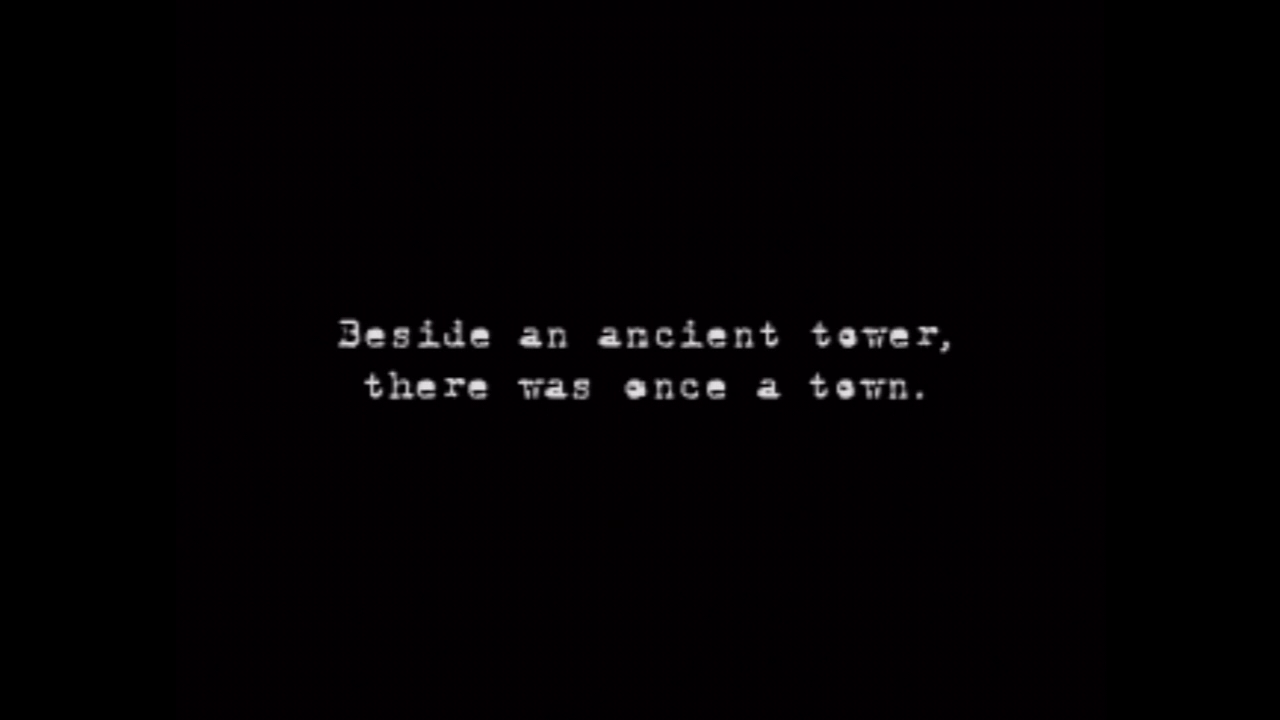 Beside an ancient tower,
there was once a town.